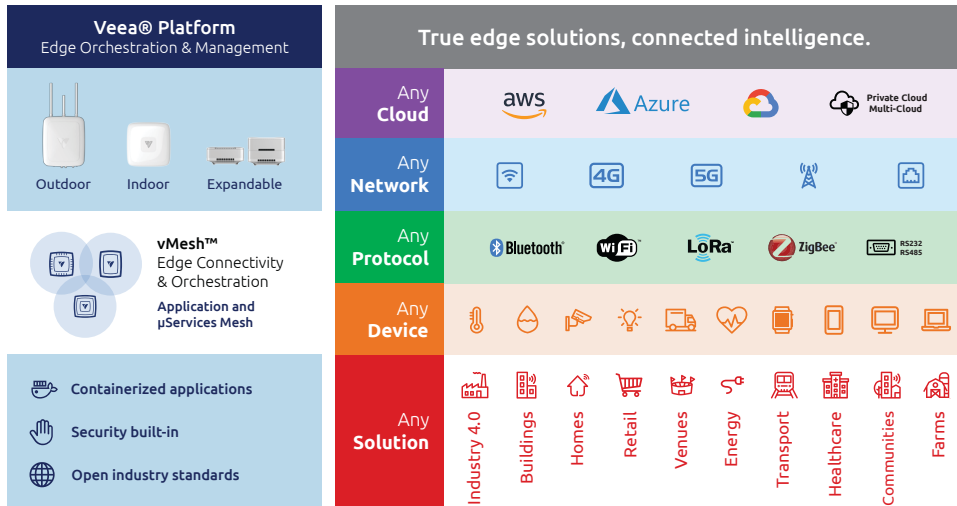 Veea® Platform
Edge Orchestration & Management
Outdoor
Indoor
Expandable
vMesh™
Edge Connectivity
& Orchestration
Application and
µServices Mesh
Containerized applications
Security built-in
Open industry standards
True edge solutions, connected intelligence.
Any
Cloud
aws
Azure
Private Cloud
Multi-Cloud
Any
Network
4G
5G
Any
Protocol
Bluetooth®
WiFi™
LoRa™
ZigBee®
RS232
RS485
Any
Device
Any
Solution
Industry 4.0
Buildings
Homes
Retail
Venues
Energy
Transport
Healthcare
Communities
Farms